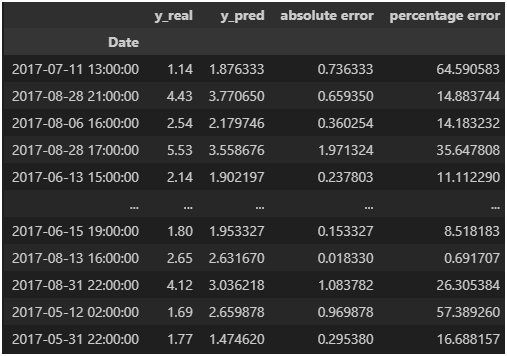 y_real y_pred absolute error percentage error
Date
2017-07-11 13:00:00 1.14 1.876333 0.736333 64.590583
2017-08-28 21:00:00 4.43 3.770650 0.659350 14.883744
2017-08-06 16:00:00 2.54 2.179746 0.360254 14.183232
2017-08-28 17:00:00 5.53 3.558676 1.971324 35.647808
2017-06-13 15:00:00 2.14 1.902197 0.237803 11.112290
... ... ... ... ...
2017-06-15 19:00:00 1.80 1.953327 0.153327 8.518183
2017-08-13 16:00:00 2.65 2.631670 0.018330 0.691707
2017-08-31 22:00:00 4.12 3.036218 1.083782 26.305384
2017-05-12 02:00:00 1.69 2.659878 0.969878 57.389260
2017-05-31 22:00:00 1.77 1.474620 0.295380 16.688157